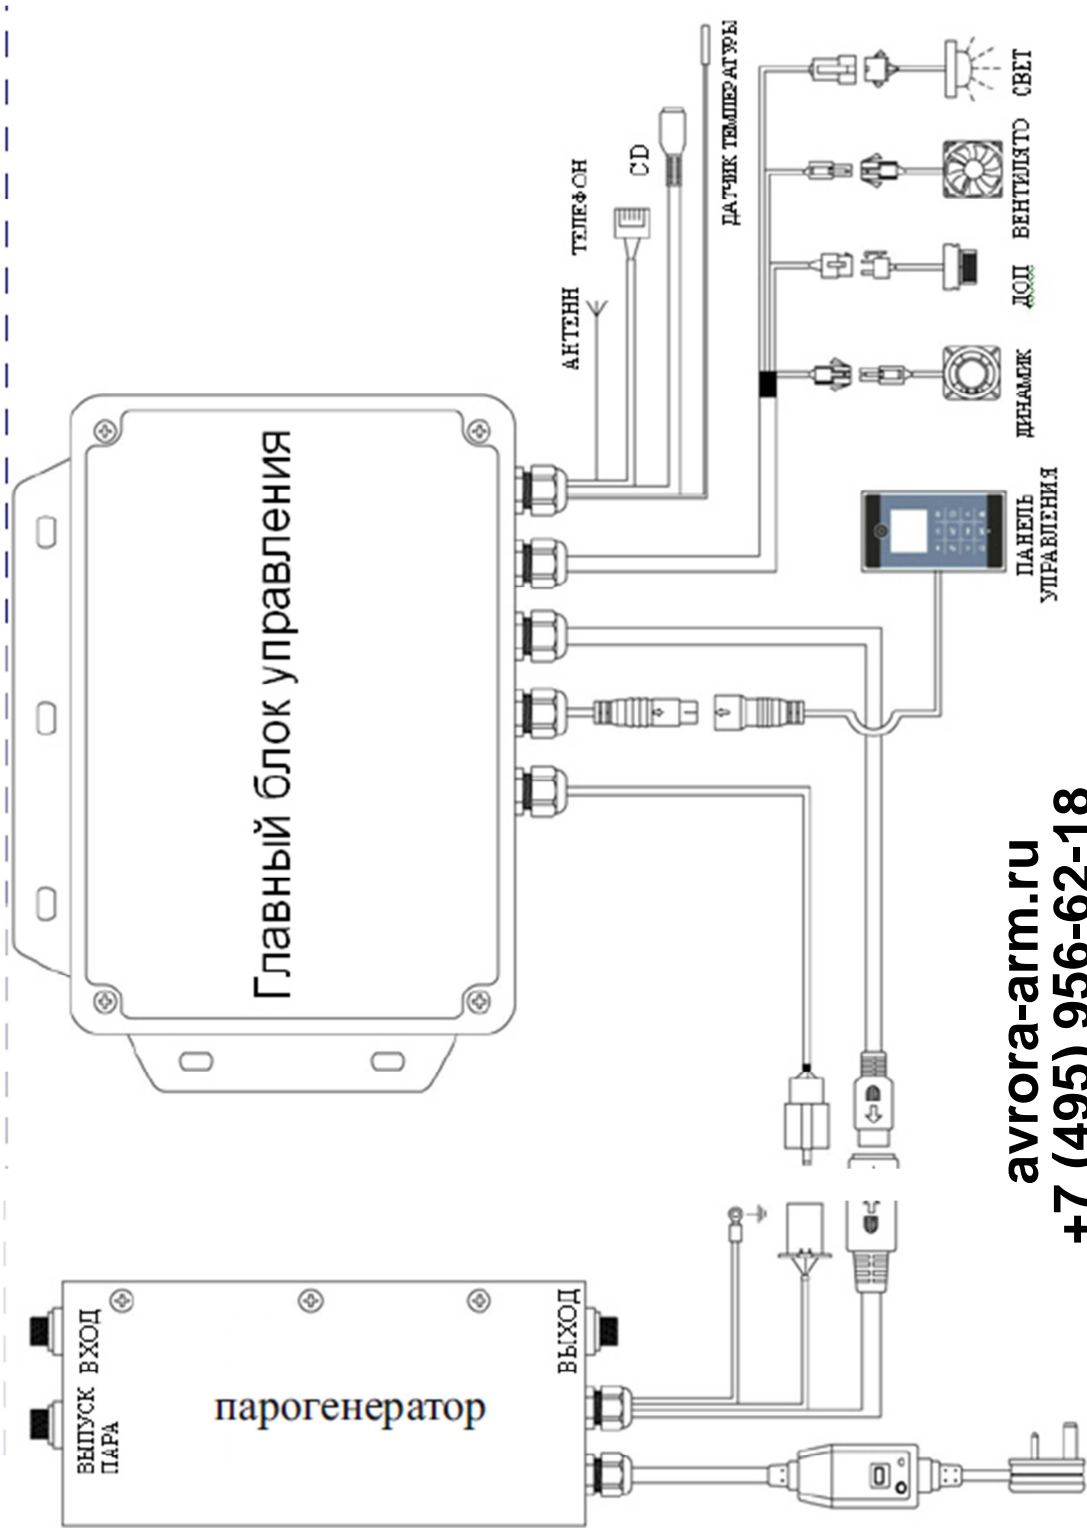 СВЕТ
ВЕНТИЛЯТО
ДОП
ДИНАМИК
ДАТЧИК ТЕМПЕРАТУРЫ
CD
ТЕЛЕФОН
АНТЕНН
ПАНЕЛЬ
УПРАВЛЕНИЯ
Главный блок управления
avrora-arm.ru
+7 (495) 956-62-18
ВХОД
ВЫПУСК
ПАРА
ВЫХОД
парогенератор